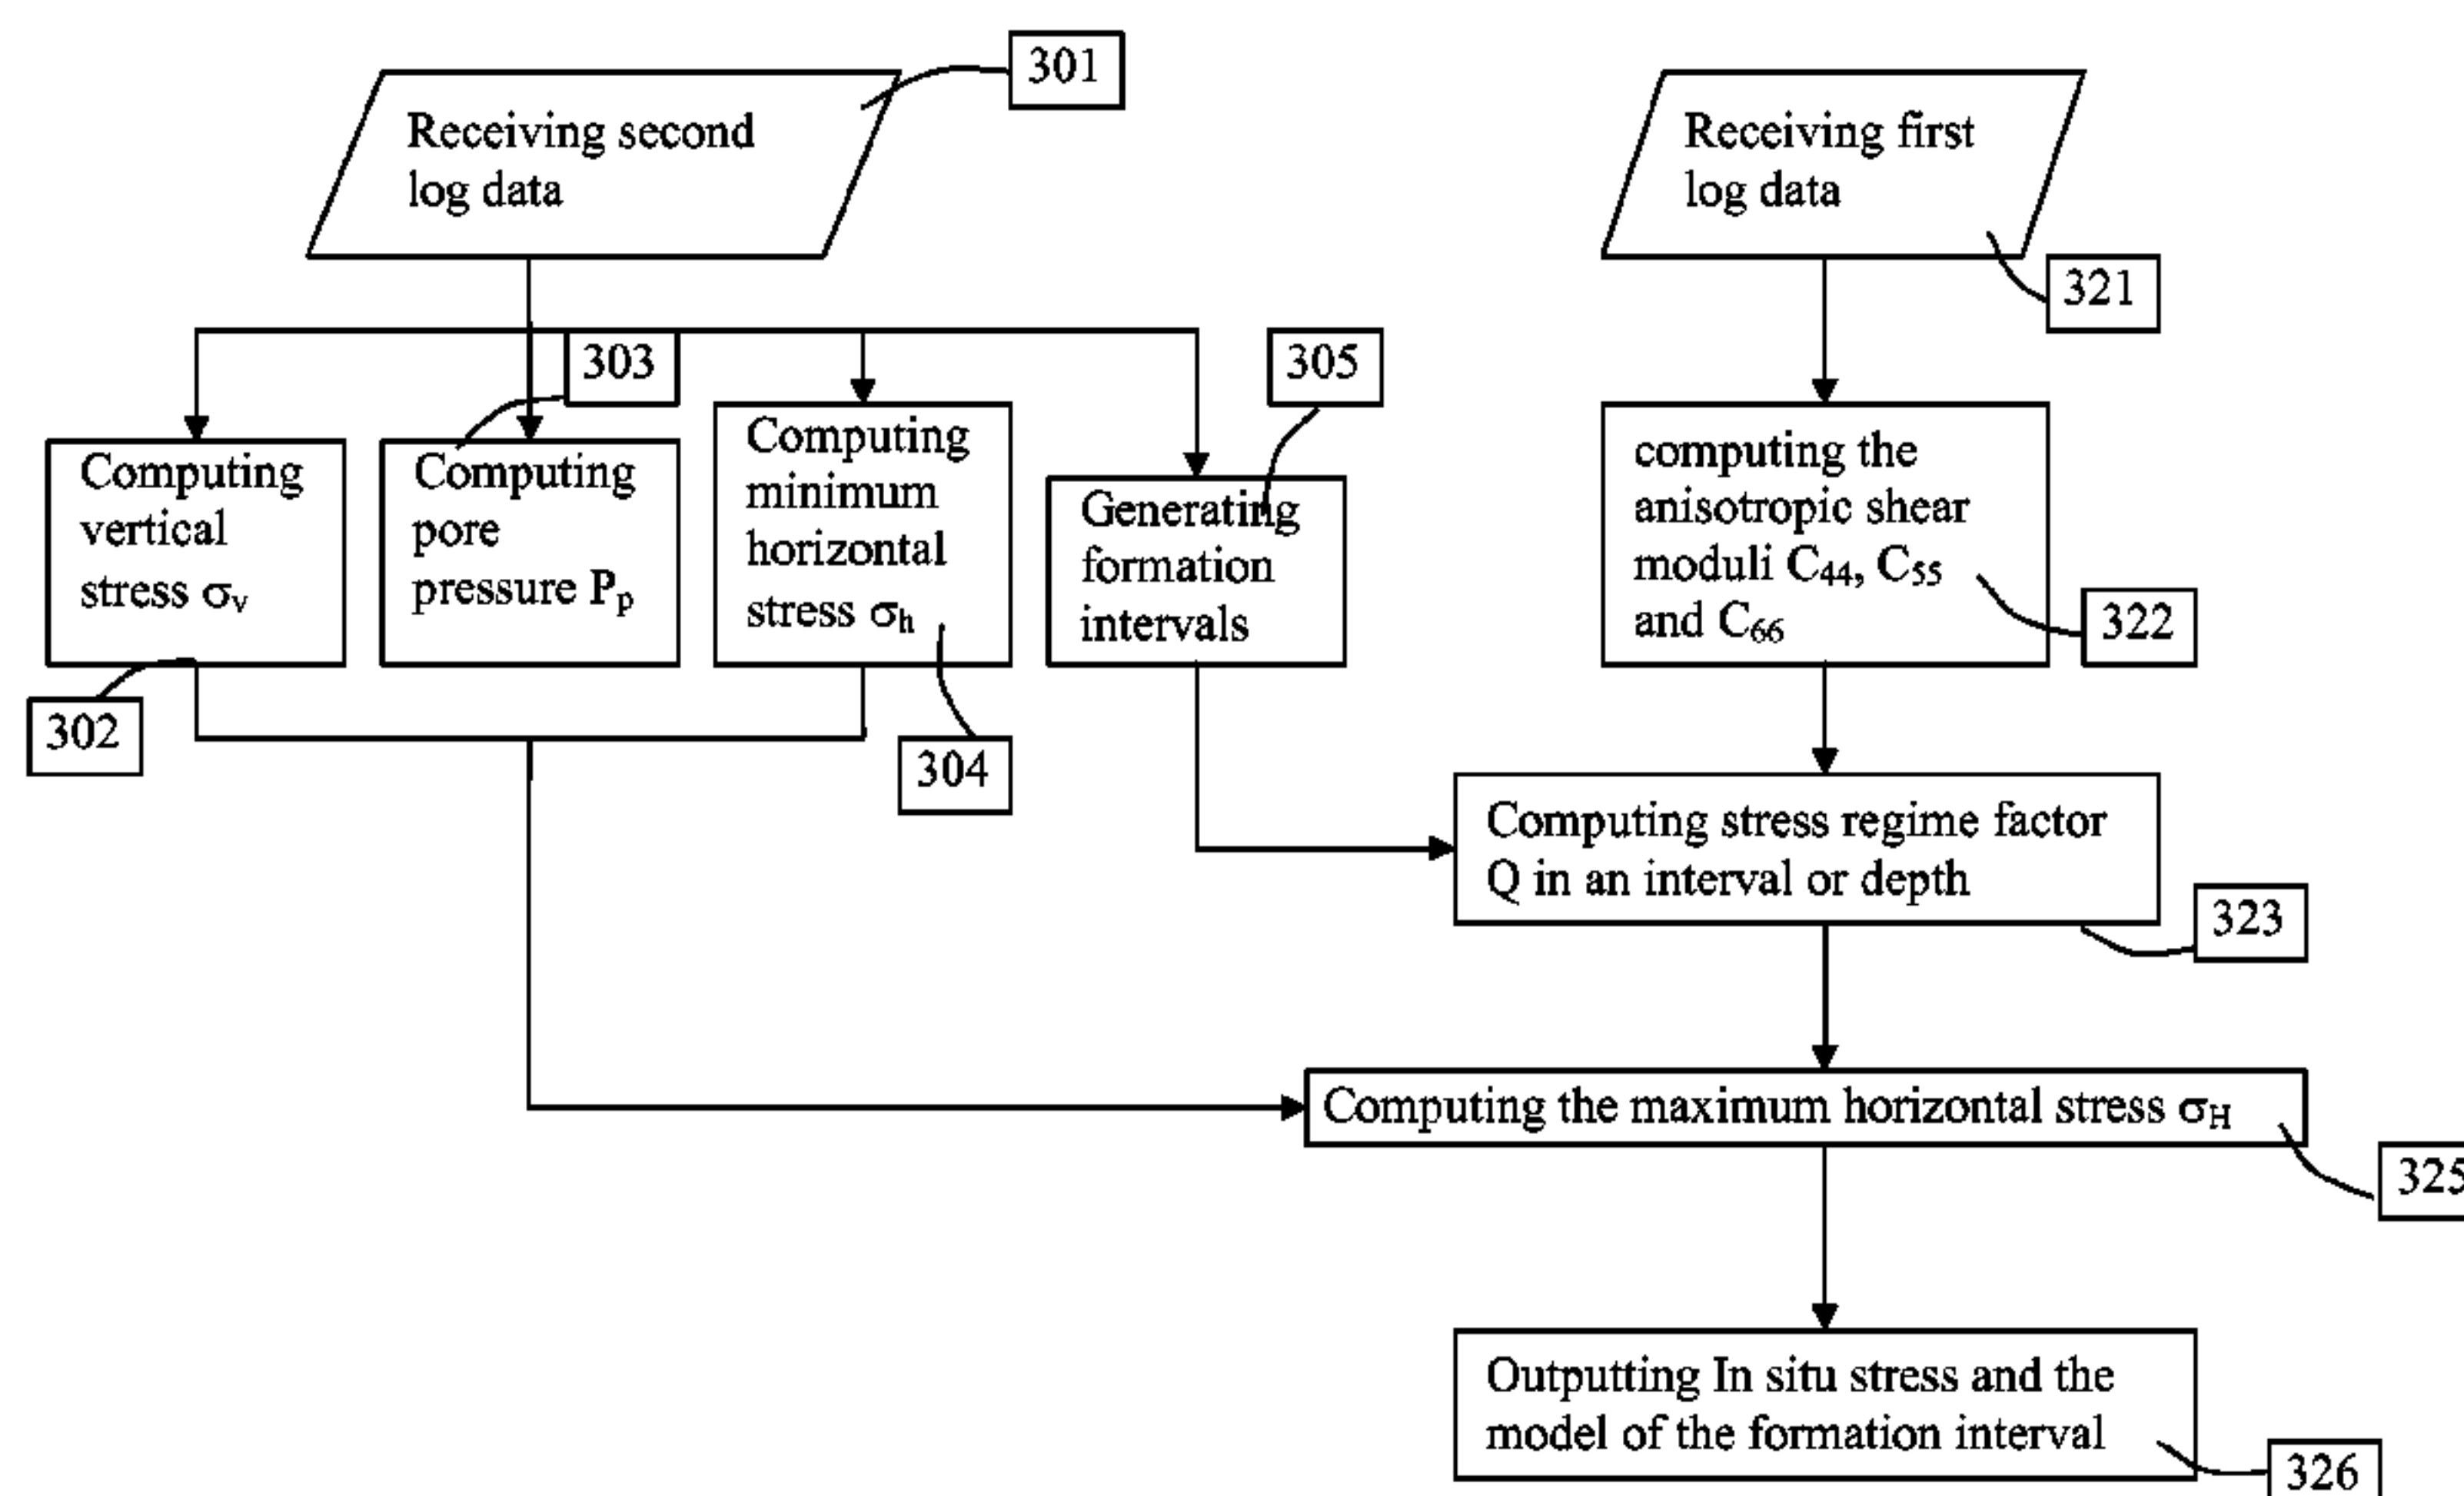 301
Receiving second
log data
Receiving first
log data
321
303
305
Computing
vertical
stress σv
Computing
pore
pressure Pp
Computing
minimum
horizontal
stress σh
Generating
formation
intervals
computing the
anisotropic shear
moduli C44, C55
and C66
322
302
304
Computing stress regime factor
Q in an interval or depth
323
Computing the maximum horizontal stress σH
325
Outputting In situ stress and the
model of the formation interval
326